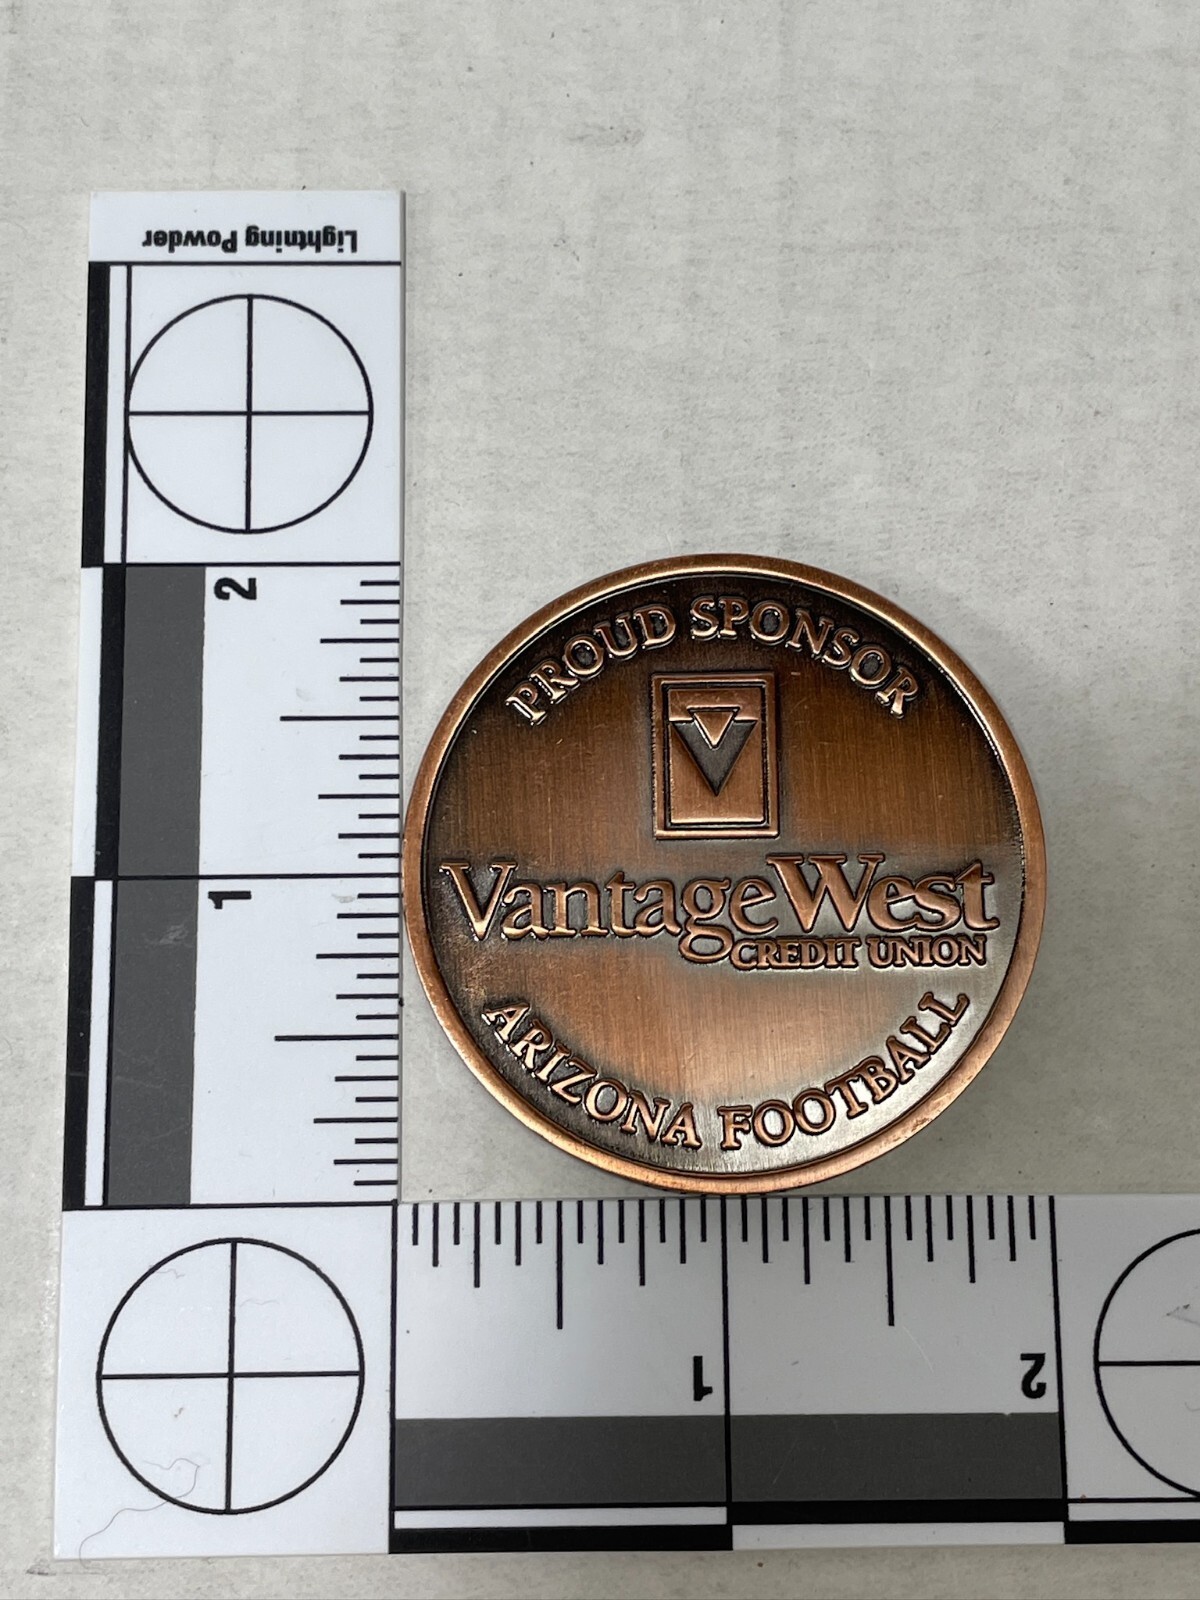 Lightning Powder
2
1
PROUD SPONSOR
VantageWest
CREDIT UNION
ARIZONA FOOTBALL
1
2